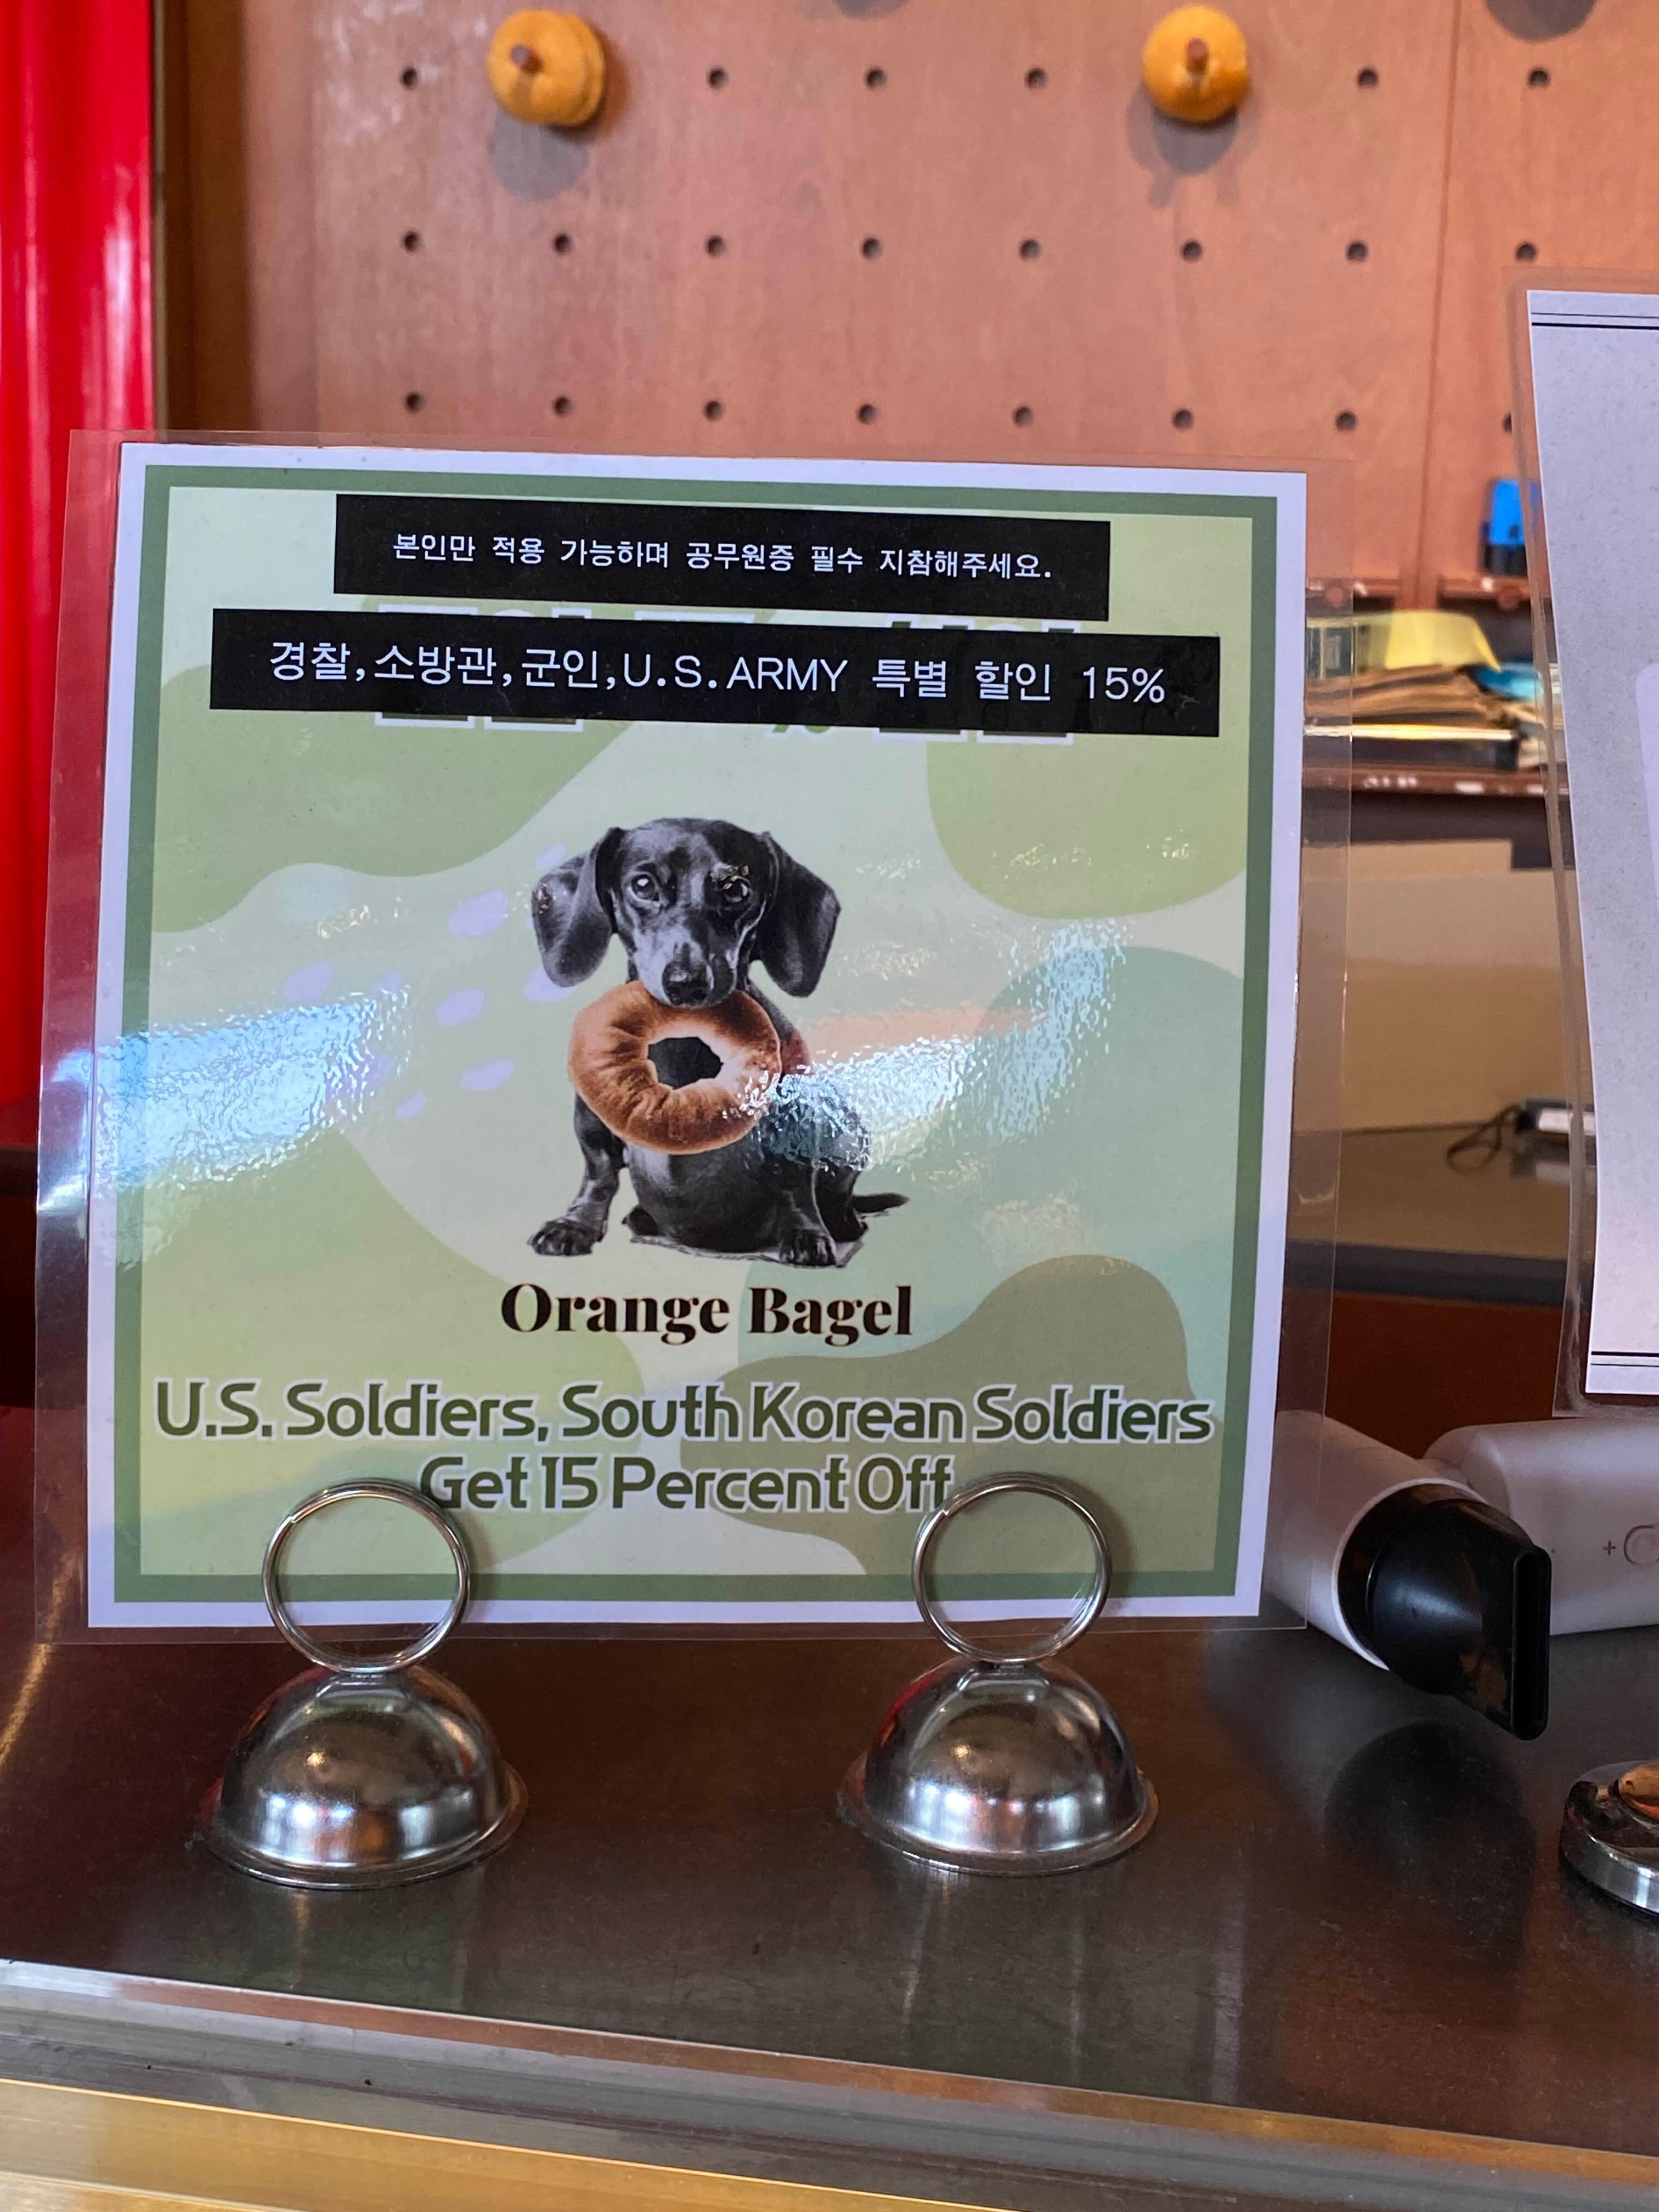 본인만 적용 가능하며 공무원증 필수 지참해주세요.
경찰,소방관,군인,U.S.ARMY 특별 할인 15%
Orange Bagel
U.S. Soldiers, South Korean Soldiers
Get 15 Percent Off